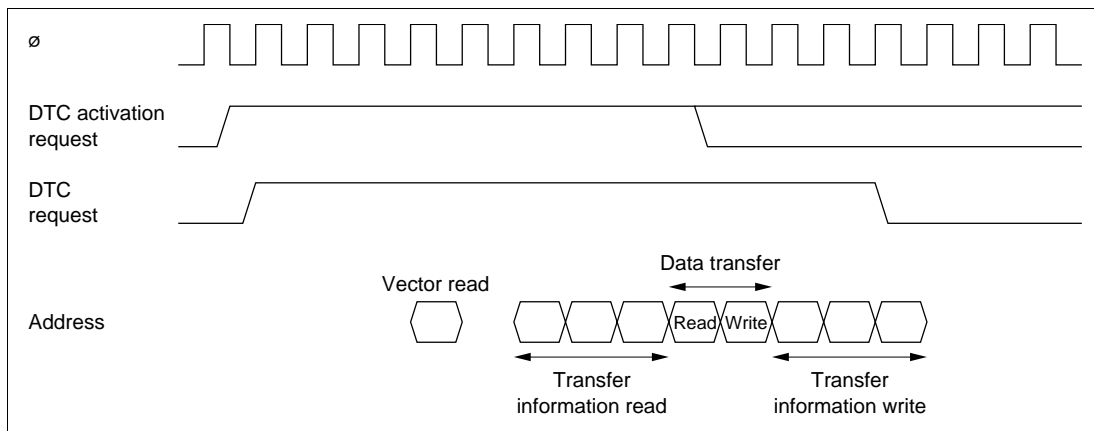 ø
DTC activation
request
DTC
request
Data transfer
Vector read
Address
Read
Write
Transfer
information read
Transfer
information write